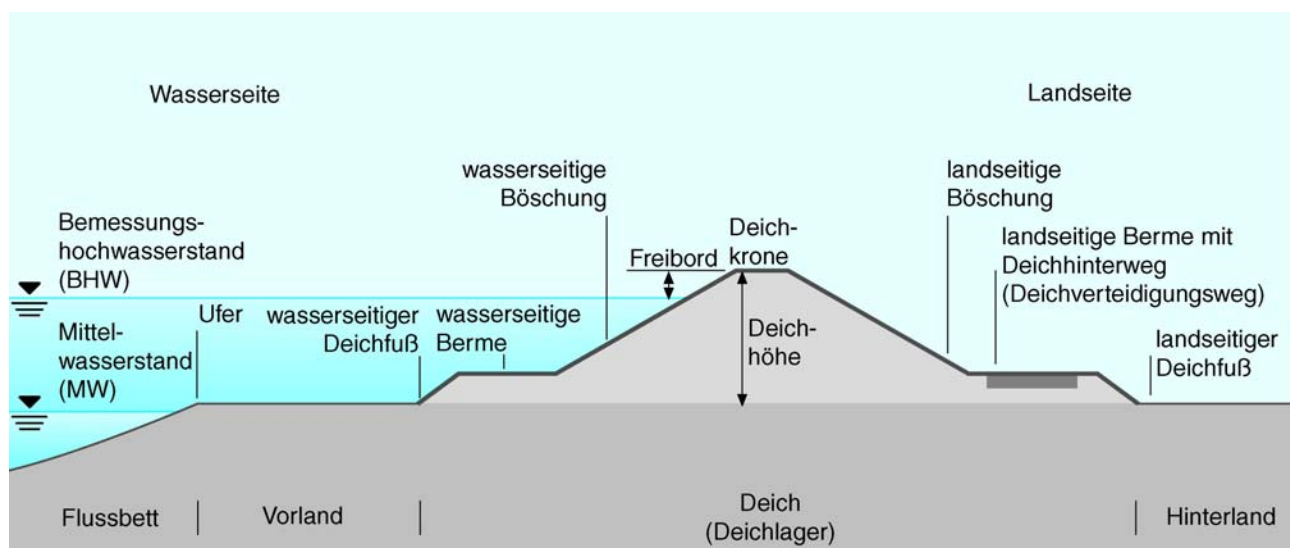 Wasserseite
Landseite
wasserseitige
Böschung
landseitige
Böschung
Bemessungs-
hochwasserstand
(BHW)
Freibord
Deich-
krone
landseitige Berme mit
Deichhinterweg
(Deichverteidigungsweg)
Mittel-
wasserstand
(MW)
Ufer
wasserseitiger
Deichfuß
wasserseitige
Berme
Deich-
höhe
landseitiger
Deichfuß
Flussbett
Vorland
Deich
(Deichlager)
Hinterland